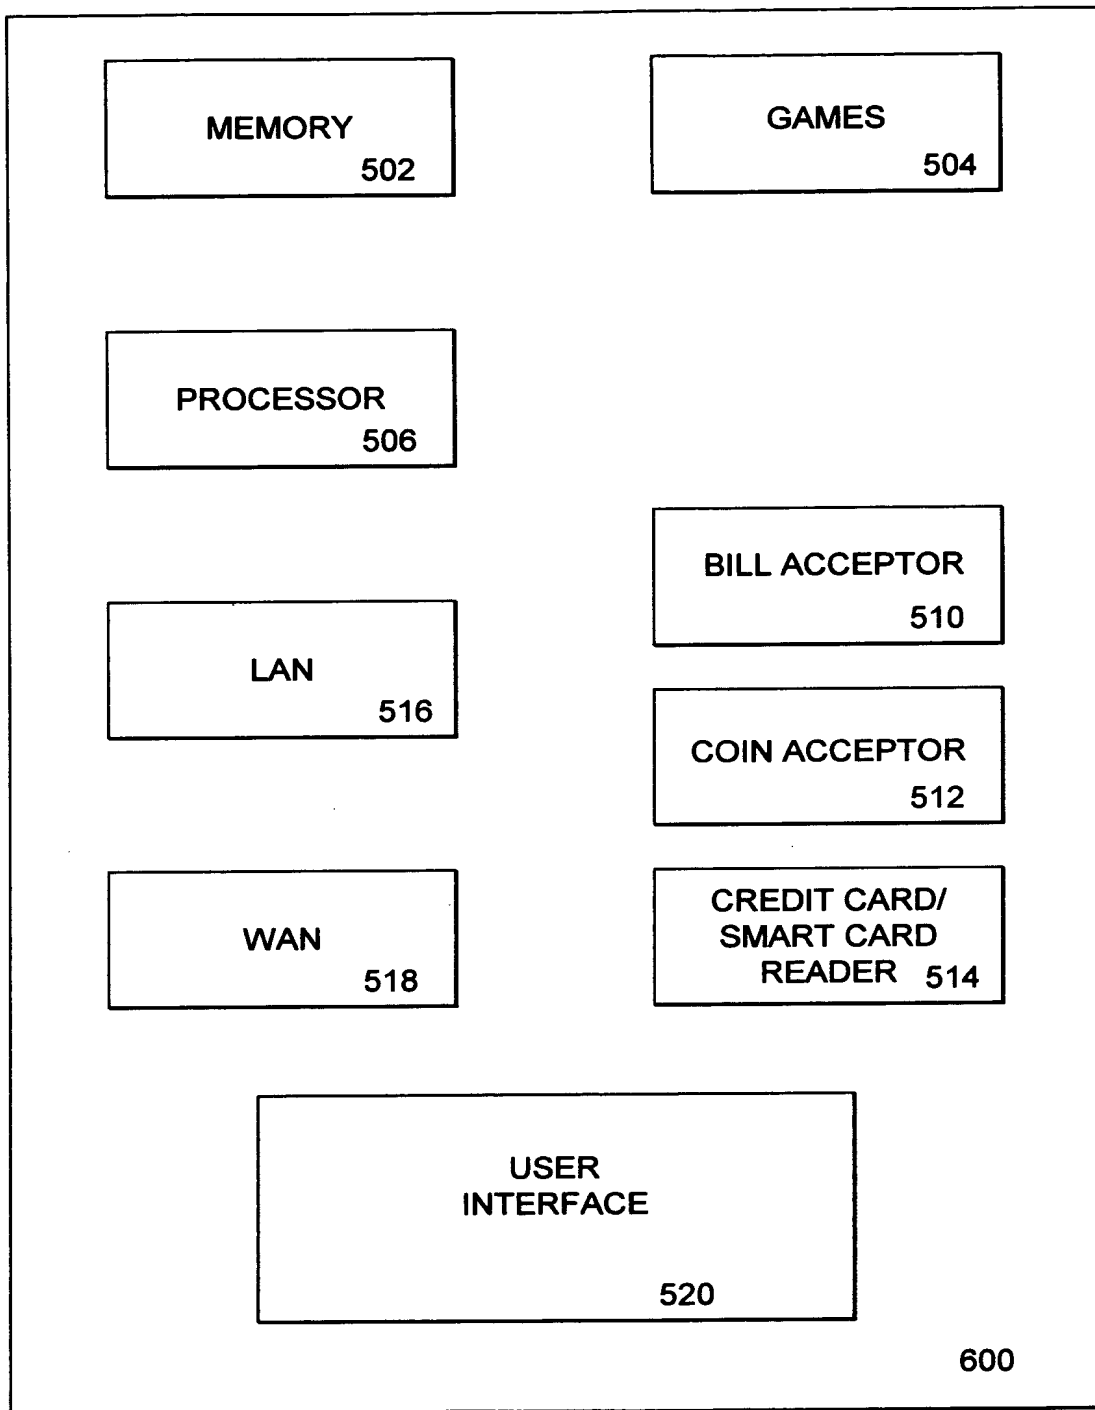 MEMORY
502
GAMES
504
PROCESSOR
506
BILL ACCEPTOR
510
LAN
516
COIN ACCEPTOR
512
WAN
518
CREDIT CARD/
SMART CARD
READER 514
USER
INTERFACE
520
600